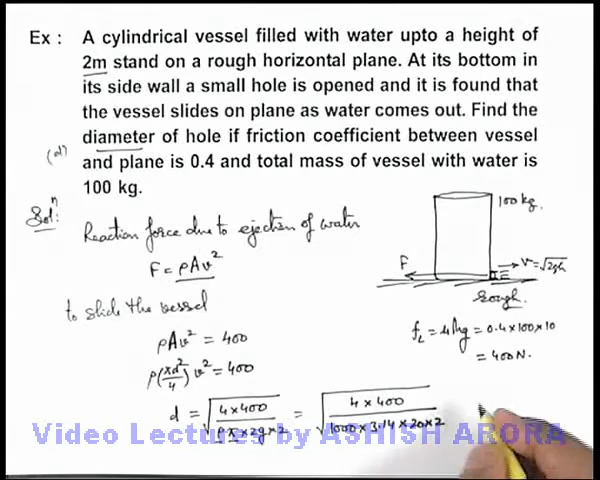 Ex : A cylindrical vessel filled with water upto a height of
2m stand on a rough horizontal plane. At its bottom in
its side wall a small hole is opened and it is found that
the vessel slides on plane as water comes out. Find the
diameter of hole if friction coefficient between vessel
(d)
and plane is 0.4 and total mass of vessel with water is
100 kg.
Solⁿ:
Reaction force due to ejection of water
F = ρAv²
to slide the vessel
ρAv² = 400
ρ(πd²/4) v² = 400
d = √(4×400 / ρπ×2g×2) = √(4×400 / 1000×3.14×20×2)
100 kg.
F
v=√2gh
Rough.
f_L = μMg = 0.4×100×10
= 400N.
Video Lectures by ASHISH ARORA